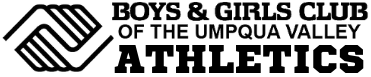 BOYS & GIRLS CLUB
OF THE UMPQUA VALLEY
ATHLETICS